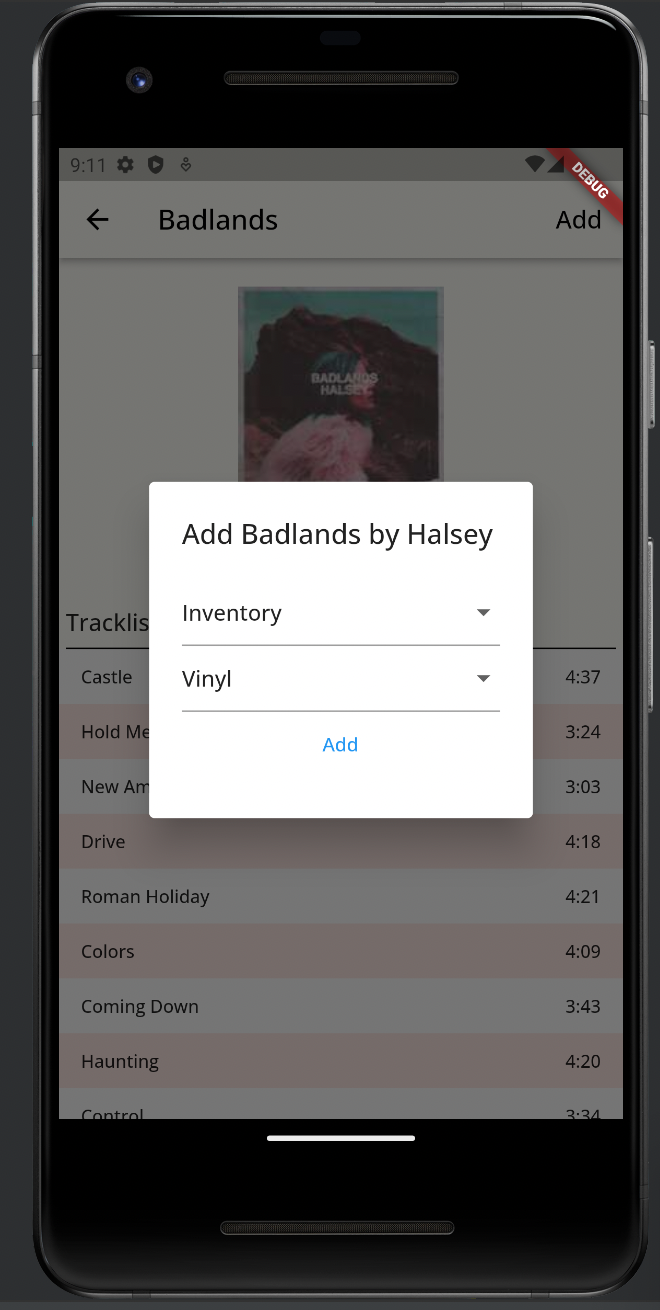 9:11
DEBUG
Badlands
Add
BADLANDS
HALSEY
Add Badlands by Halsey
Inventory
Vinyl
Add
Tracklis
Castle 4:37
Hold Me 3:24
New Am 3:03
Drive 4:18
Roman Holiday 4:21
Colors 4:09
Coming Down 3:43
Haunting 4:20
Control 3:34